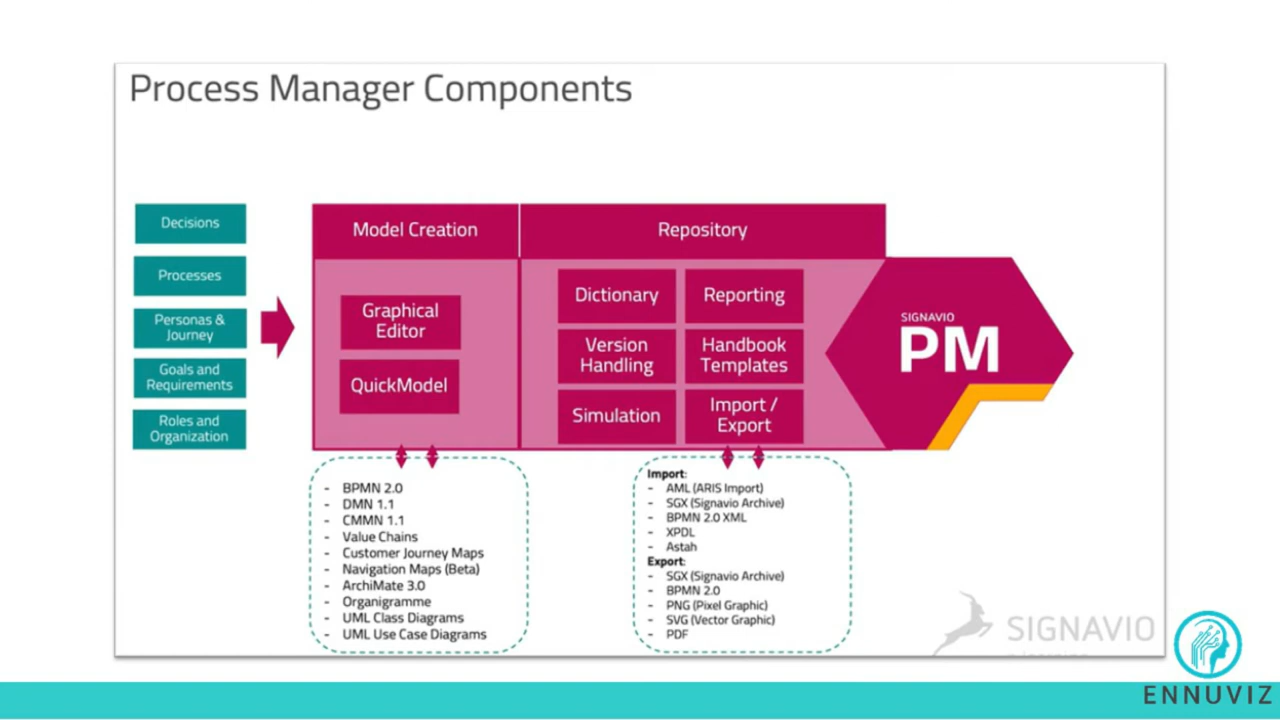 Process Manager Components
Decisions
Processes
Personas &
Journey
Goals and
Requirements
Roles and
Organization
Model Creation
Graphical
Editor
QuickModel
Repository
Dictionary
Reporting
Version
Handling
Handbook
Templates
Simulation
Import /
Export
SIGNAVIO
PM
- BPMN 2.0
- DMN 1.1
- CMMN 1.1
- Value Chains
- Customer Journey Maps
- Navigation Maps (Beta)
- ArchiMate 3.0
- Organigramme
- UML Class Diagrams
- UML Use Case Diagrams
Import:
- AML (ARIS Import)
- SGX (Signavio Archive)
- BPMN 2.0 XML
- XPDL
- Astah
Export:
- SGX (Signavio Archive)
- BPMN 2.0
- PNG (Pixel Graphic)
- SVG (Vector Graphic)
- PDF
SIGNAVIO
ENNUVIZ